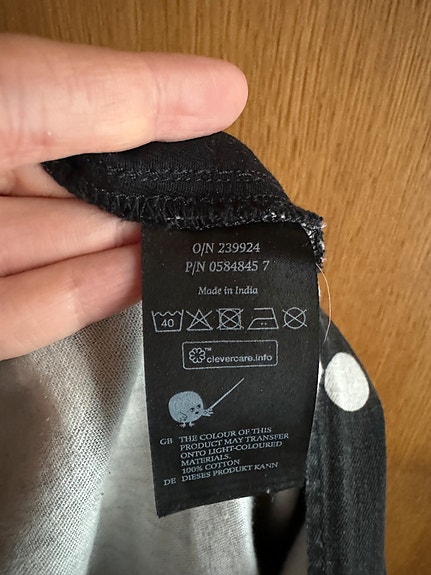 O/N 239924
P/N 0584845 7
Made in India
40
™
clevercare.info
GB THE COLOUR OF THIS
PRODUCT MAY TRANSFER
ONTO LIGHT-COLOURED
MATERIALS.
100% COTTON
DE DIESES PRODUKT KANN